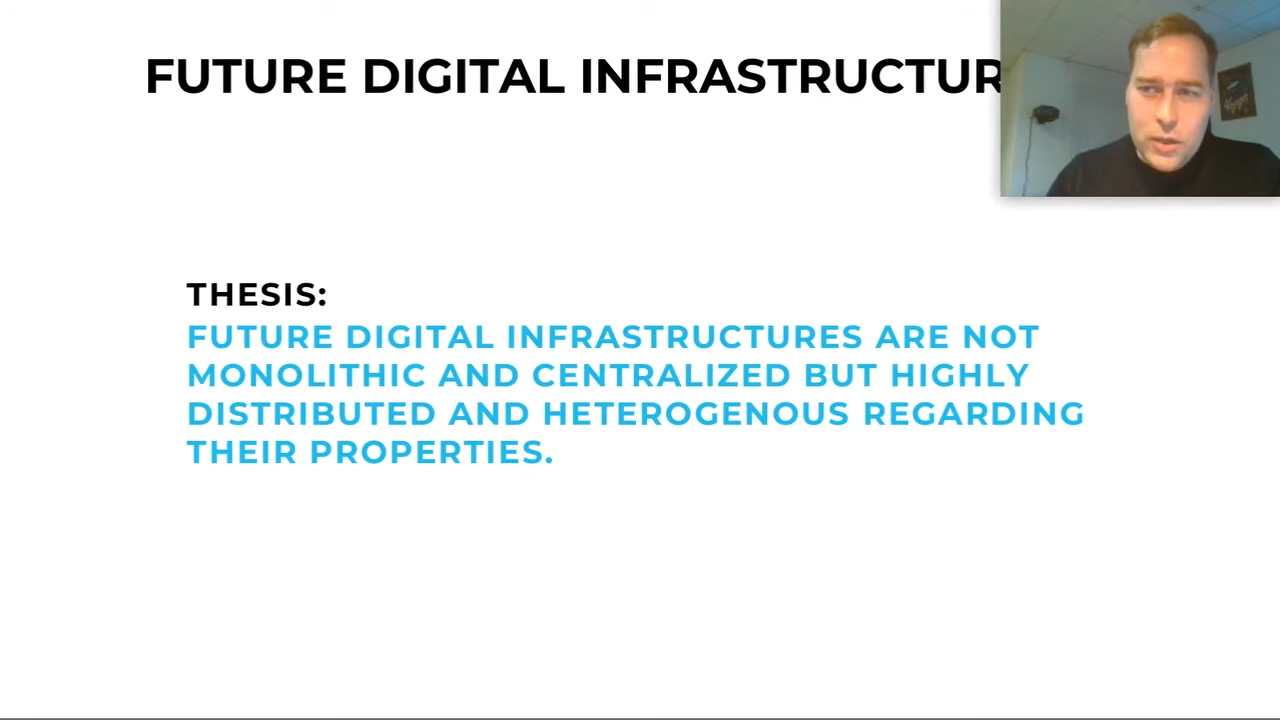 FUTURE DIGITAL INFRASTRUCTUR
THESIS:
FUTURE DIGITAL INFRASTRUCTURES ARE NOT
MONOLITHIC AND CENTRALIZED BUT HIGHLY
DISTRIBUTED AND HETEROGENOUS REGARDING
THEIR PROPERTIES.